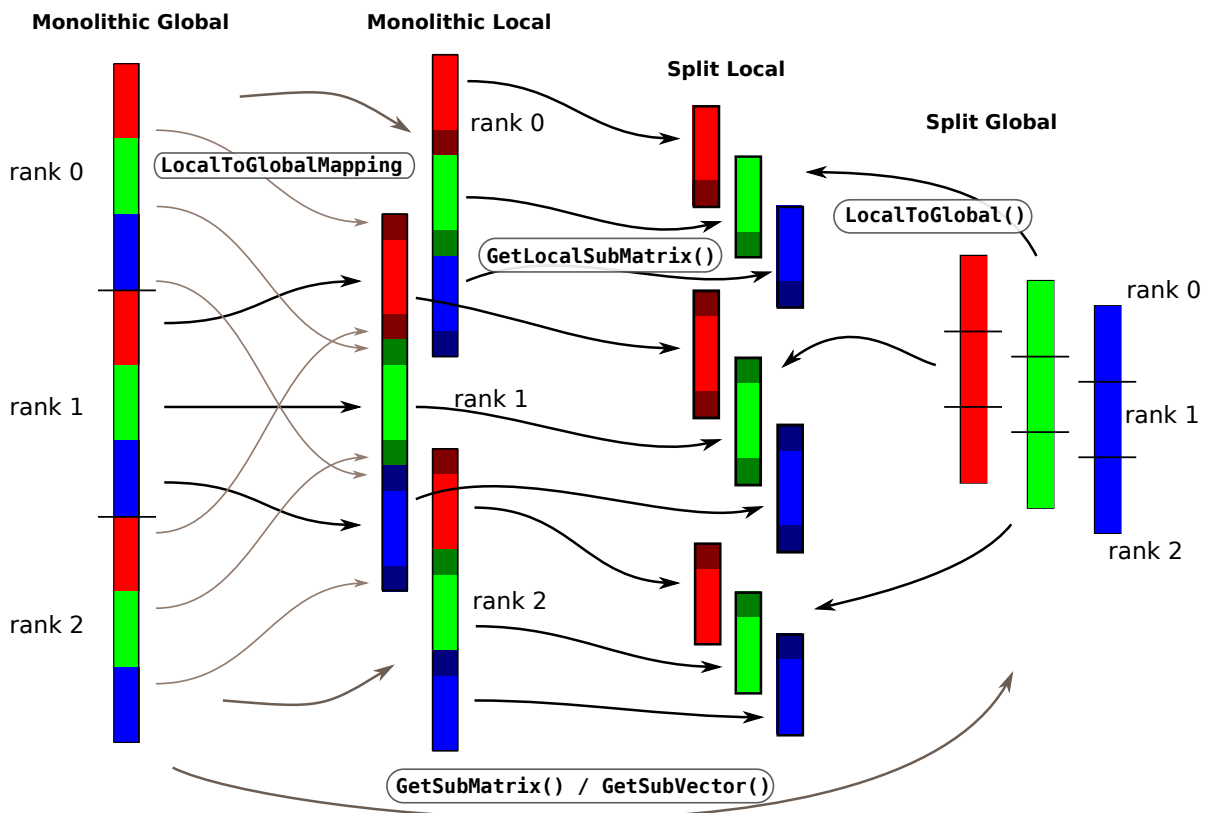 Monolithic Global
Monolithic Local
Split Local
Split Global
rank 0
LocalToGlobalMapping
rank 0
LocalToGlobal()
GetLocalSubMatrix()
rank 0
rank 1
rank 1
rank 1
rank 2
rank 2
rank 2
GetSubMatrix() / GetSubVector()